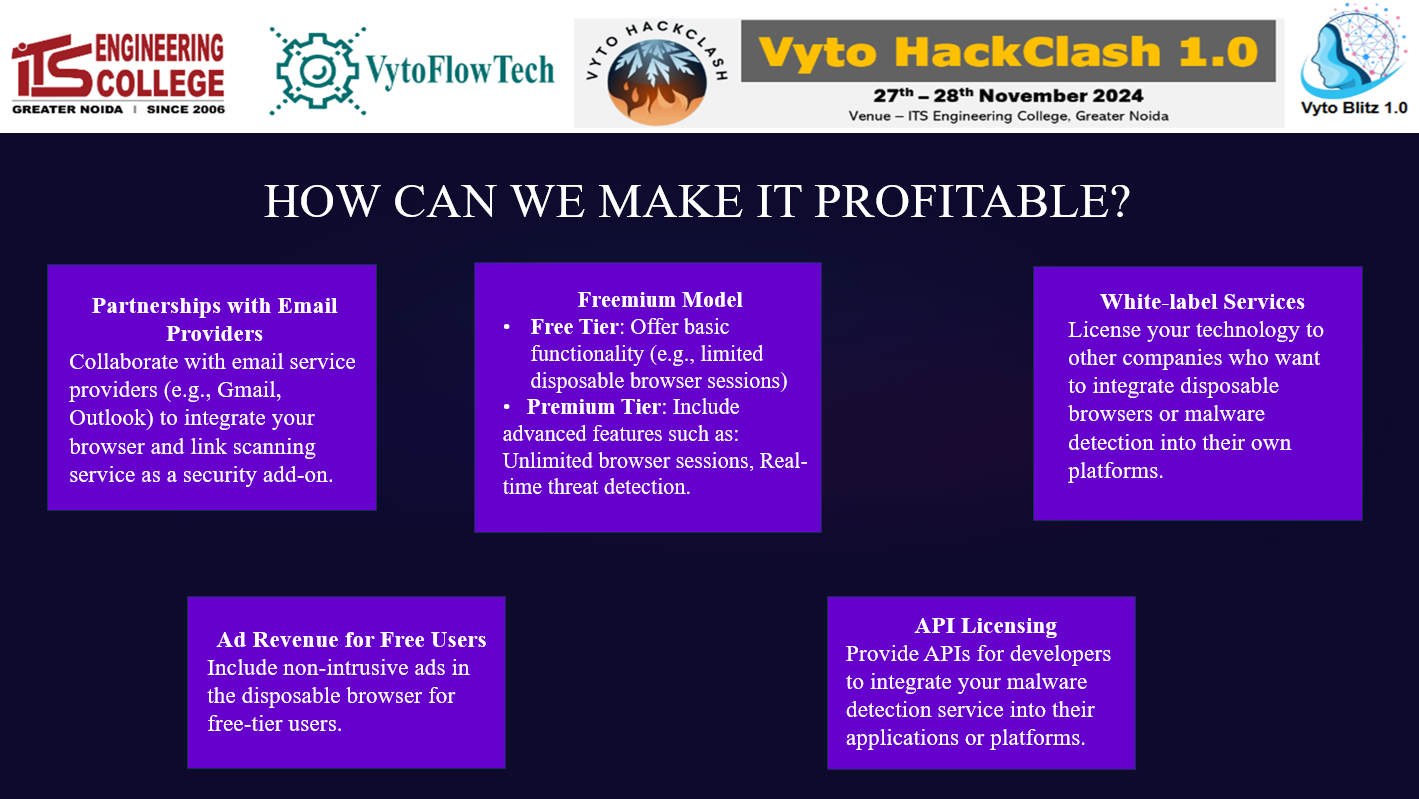 iTS ENGINEERING
COLLEGE
GREATER NOIDA | SINCE 2006
VytoFlowTech
VYTO HACKCLASH
Vyto HackClash 1.0
27th – 28th November 2024
Venue – ITS Engineering College, Greater Noida
Vyto Blitz 1.0
HOW CAN WE MAKE IT PROFITABLE?
Partnerships with Email
Providers
Collaborate with email service
providers (e.g., Gmail,
Outlook) to integrate your
browser and link scanning
service as a security add-on.
Freemium Model
• Free Tier: Offer basic
functionality (e.g., limited
disposable browser sessions)
• Premium Tier: Include
advanced features such as:
Unlimited browser sessions, Real-
time threat detection.
White-label Services
License your technology to
other companies who want
to integrate disposable
browsers or malware
detection into their own
platforms.
Ad Revenue for Free Users
Include non-intrusive ads in
the disposable browser for
free-tier users.
API Licensing
Provide APIs for developers
to integrate your malware
detection service into their
applications or platforms.